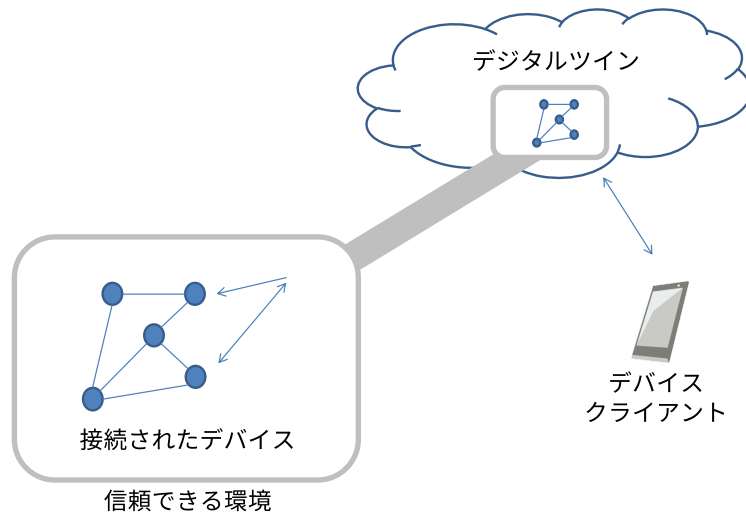 デジタルツイン
デバイス
クライアント
接続されたデバイス
信頼できる環境